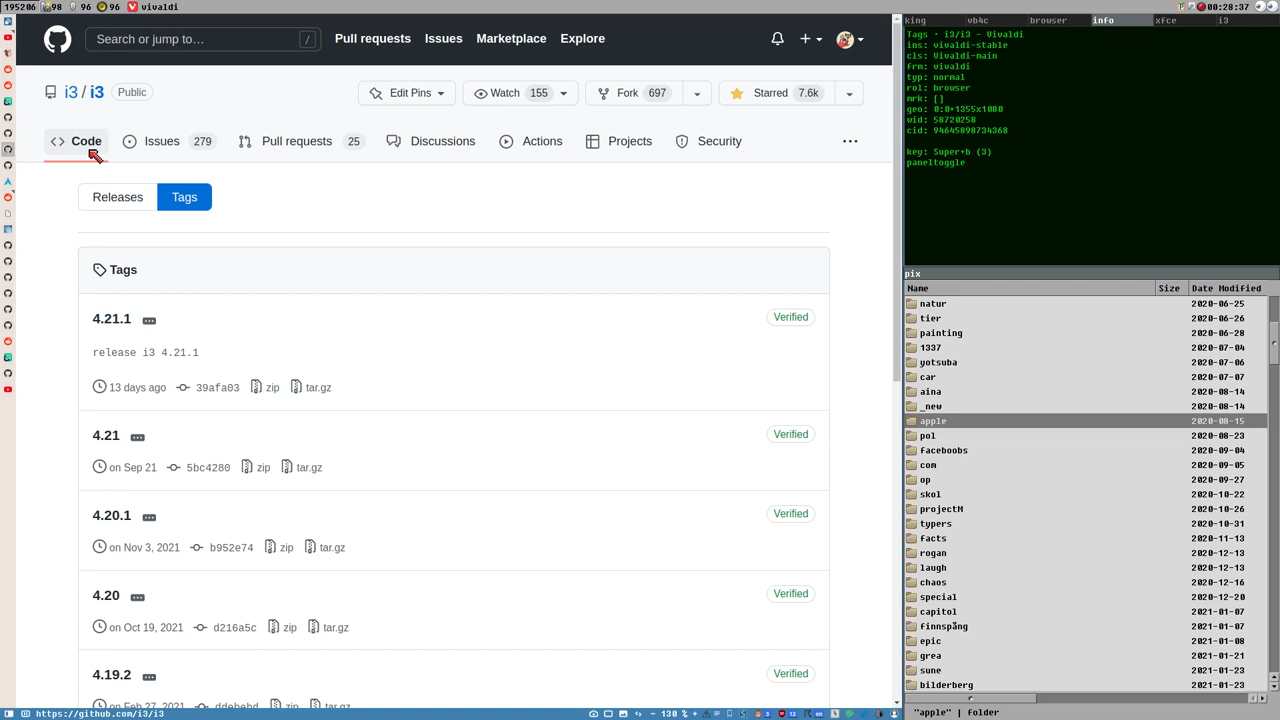 195206 98 96 96 vivaldi
00:28:37
Search or jump to… /
Pull requests Issues Marketplace Explore
i3 / i3 Public
Edit Pins Watch 155 Fork 697 Starred 7.6k
Code Issues 279 Pull requests 25 Discussions Actions Projects Security
Releases Tags
Tags
4.21.1 Verified
release i3 4.21.1
13 days ago 39afa03 zip tar.gz
4.21 Verified
on Sep 21 5bc4280 zip tar.gz
4.20.1 Verified
on Nov 3, 2021 b952e74 zip tar.gz
4.20 Verified
on Oct 19, 2021 d216a5c zip tar.gz
4.19.2 Verified
on Feb 27, 2021 ddebebd zip tar.gz
https://github.com/i3/i3
130 %
king vb4c browser info xfce i3
Tags · i3/i3 - Vivaldi
ins: vivaldi-stable
cls: Vivaldi-main
frm: vivaldi
typ: normal
rol: browser
mrk: []
geo: 0:0+1355x1080
wid: 58720258
cid: 94645898734368
key: Super+b (3)
paneltoggle
pix
Name Size Date Modified
natur 2020-06-25
tier 2020-06-26
painting 2020-06-28
1337 2020-07-04
yotsuba 2020-07-06
car 2020-07-07
aina 2020-08-14
_new 2020-08-14
apple 2020-08-15
pol 2020-08-23
faceboobs 2020-09-04
com 2020-09-05
op 2020-09-27
skol 2020-10-22
projectM 2020-10-26
typers 2020-10-31
facts 2020-11-13
rogan 2020-12-13
laugh 2020-12-13
chaos 2020-12-16
special 2020-12-20
capitol 2021-01-07
finnspång 2021-01-07
epic 2021-01-08
grea 2021-01-21
sune 2021-01-23
bilderberg 2021-01-23
"apple" | folder